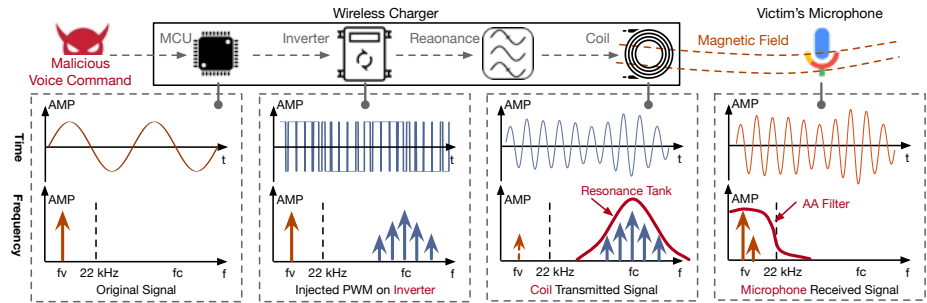 Wireless Charger
Victim's Microphone
MCU
Inverter
Reaonance
Coil
Magnetic Field
Malicious
Voice Command
Time
AMP
t
AMP
t
AMP
t
AMP
t
Frequency
AMP
fv
22 kHz
fc
f
Original Signal
AMP
fv
22 kHz
fc
f
Injected PWM on Inverter
AMP
Resonance Tank
fv
22 kHz
fc
f
Coil Transmitted Signal
AMP
AA Filter
fv
22 kHz
f
Microphone Received Signal